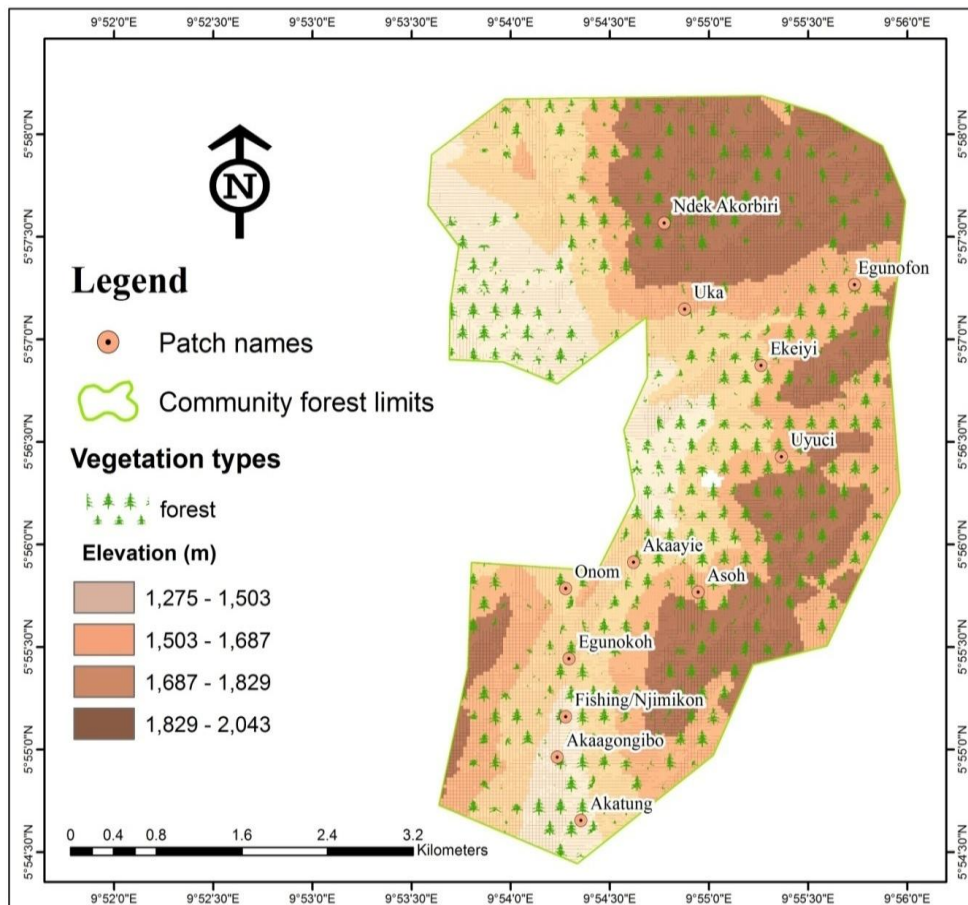 9°52'0"E 9°52'30"E 9°53'0"E 9°53'30"E 9°54'0"E 9°54'30"E 9°55'0"E 9°55'30"E 9°56'0"E
5°58'0"N 5°58'0"N
N
Ndek Akorbiri
5°57'30"N 5°57'30"N
Legend
Egunofon
Uka
Patch names
5°57'0"N 5°57'0"N
Ekeiyi
Community forest limits
5°56'30"N 5°56'30"N
Uyuci
Vegetation types
forest
5°56'0"N 5°56'0"N
Elevation (m)
Akaayie
Onom
Asoh
1,275 - 1,503
1,503 - 1,687
5°55'30"N 5°55'30"N
Egunokoh
1,687 - 1,829
Fishing/Njimikon
1,829 - 2,043
5°55'0"N 5°55'0"N
Akaagongibo
Akatung
0 0.4 0.8 1.6 2.4 3.2
Kilometers
5°54'30"N 5°54'30"N
9°52'0"E 9°52'30"E 9°53'0"E 9°53'30"E 9°54'0"E 9°54'30"E 9°55'0"E 9°55'30"E 9°56'0"E